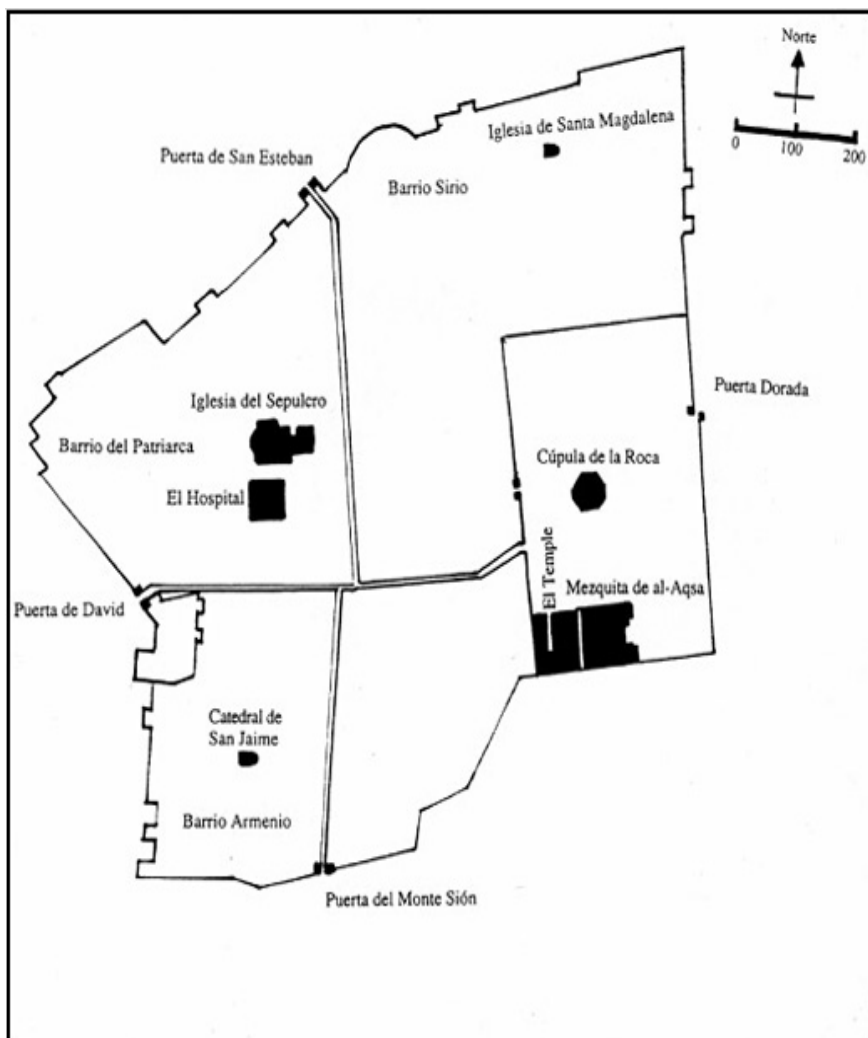 Norte
0 100 200
Iglesia de Santa Magdalena
Puerta de San Esteban
Barrio Sirio
Puerta Dorada
Iglesia del Sepulcro
Barrio del Patriarca
Cúpula de la Roca
El Hospital
El Temple
Mezquita de al-Aqsa
Puerta de David
Catedral de
San Jaime
Barrio Armenio
Puerta del Monte Sión